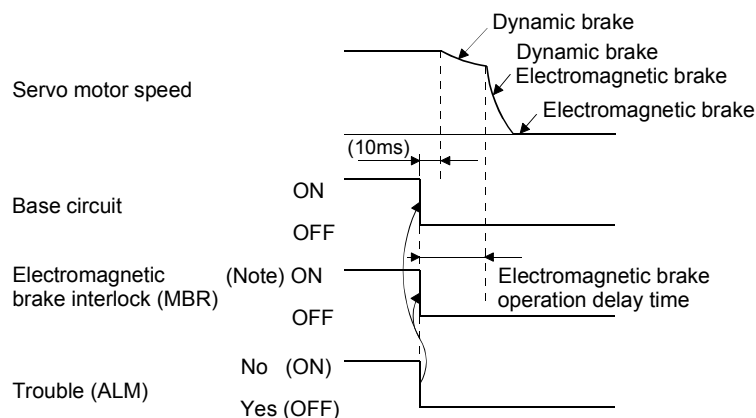 Dynamic brake
Dynamic brake
Electromagnetic brake
Servo motor speed
Electromagnetic brake
(10ms)
ON
Base circuit
OFF
Electromagnetic
brake interlock (MBR)
(Note) ON
Electromagnetic brake
operation delay time
OFF
No (ON)
Trouble (ALM)
Yes (OFF)